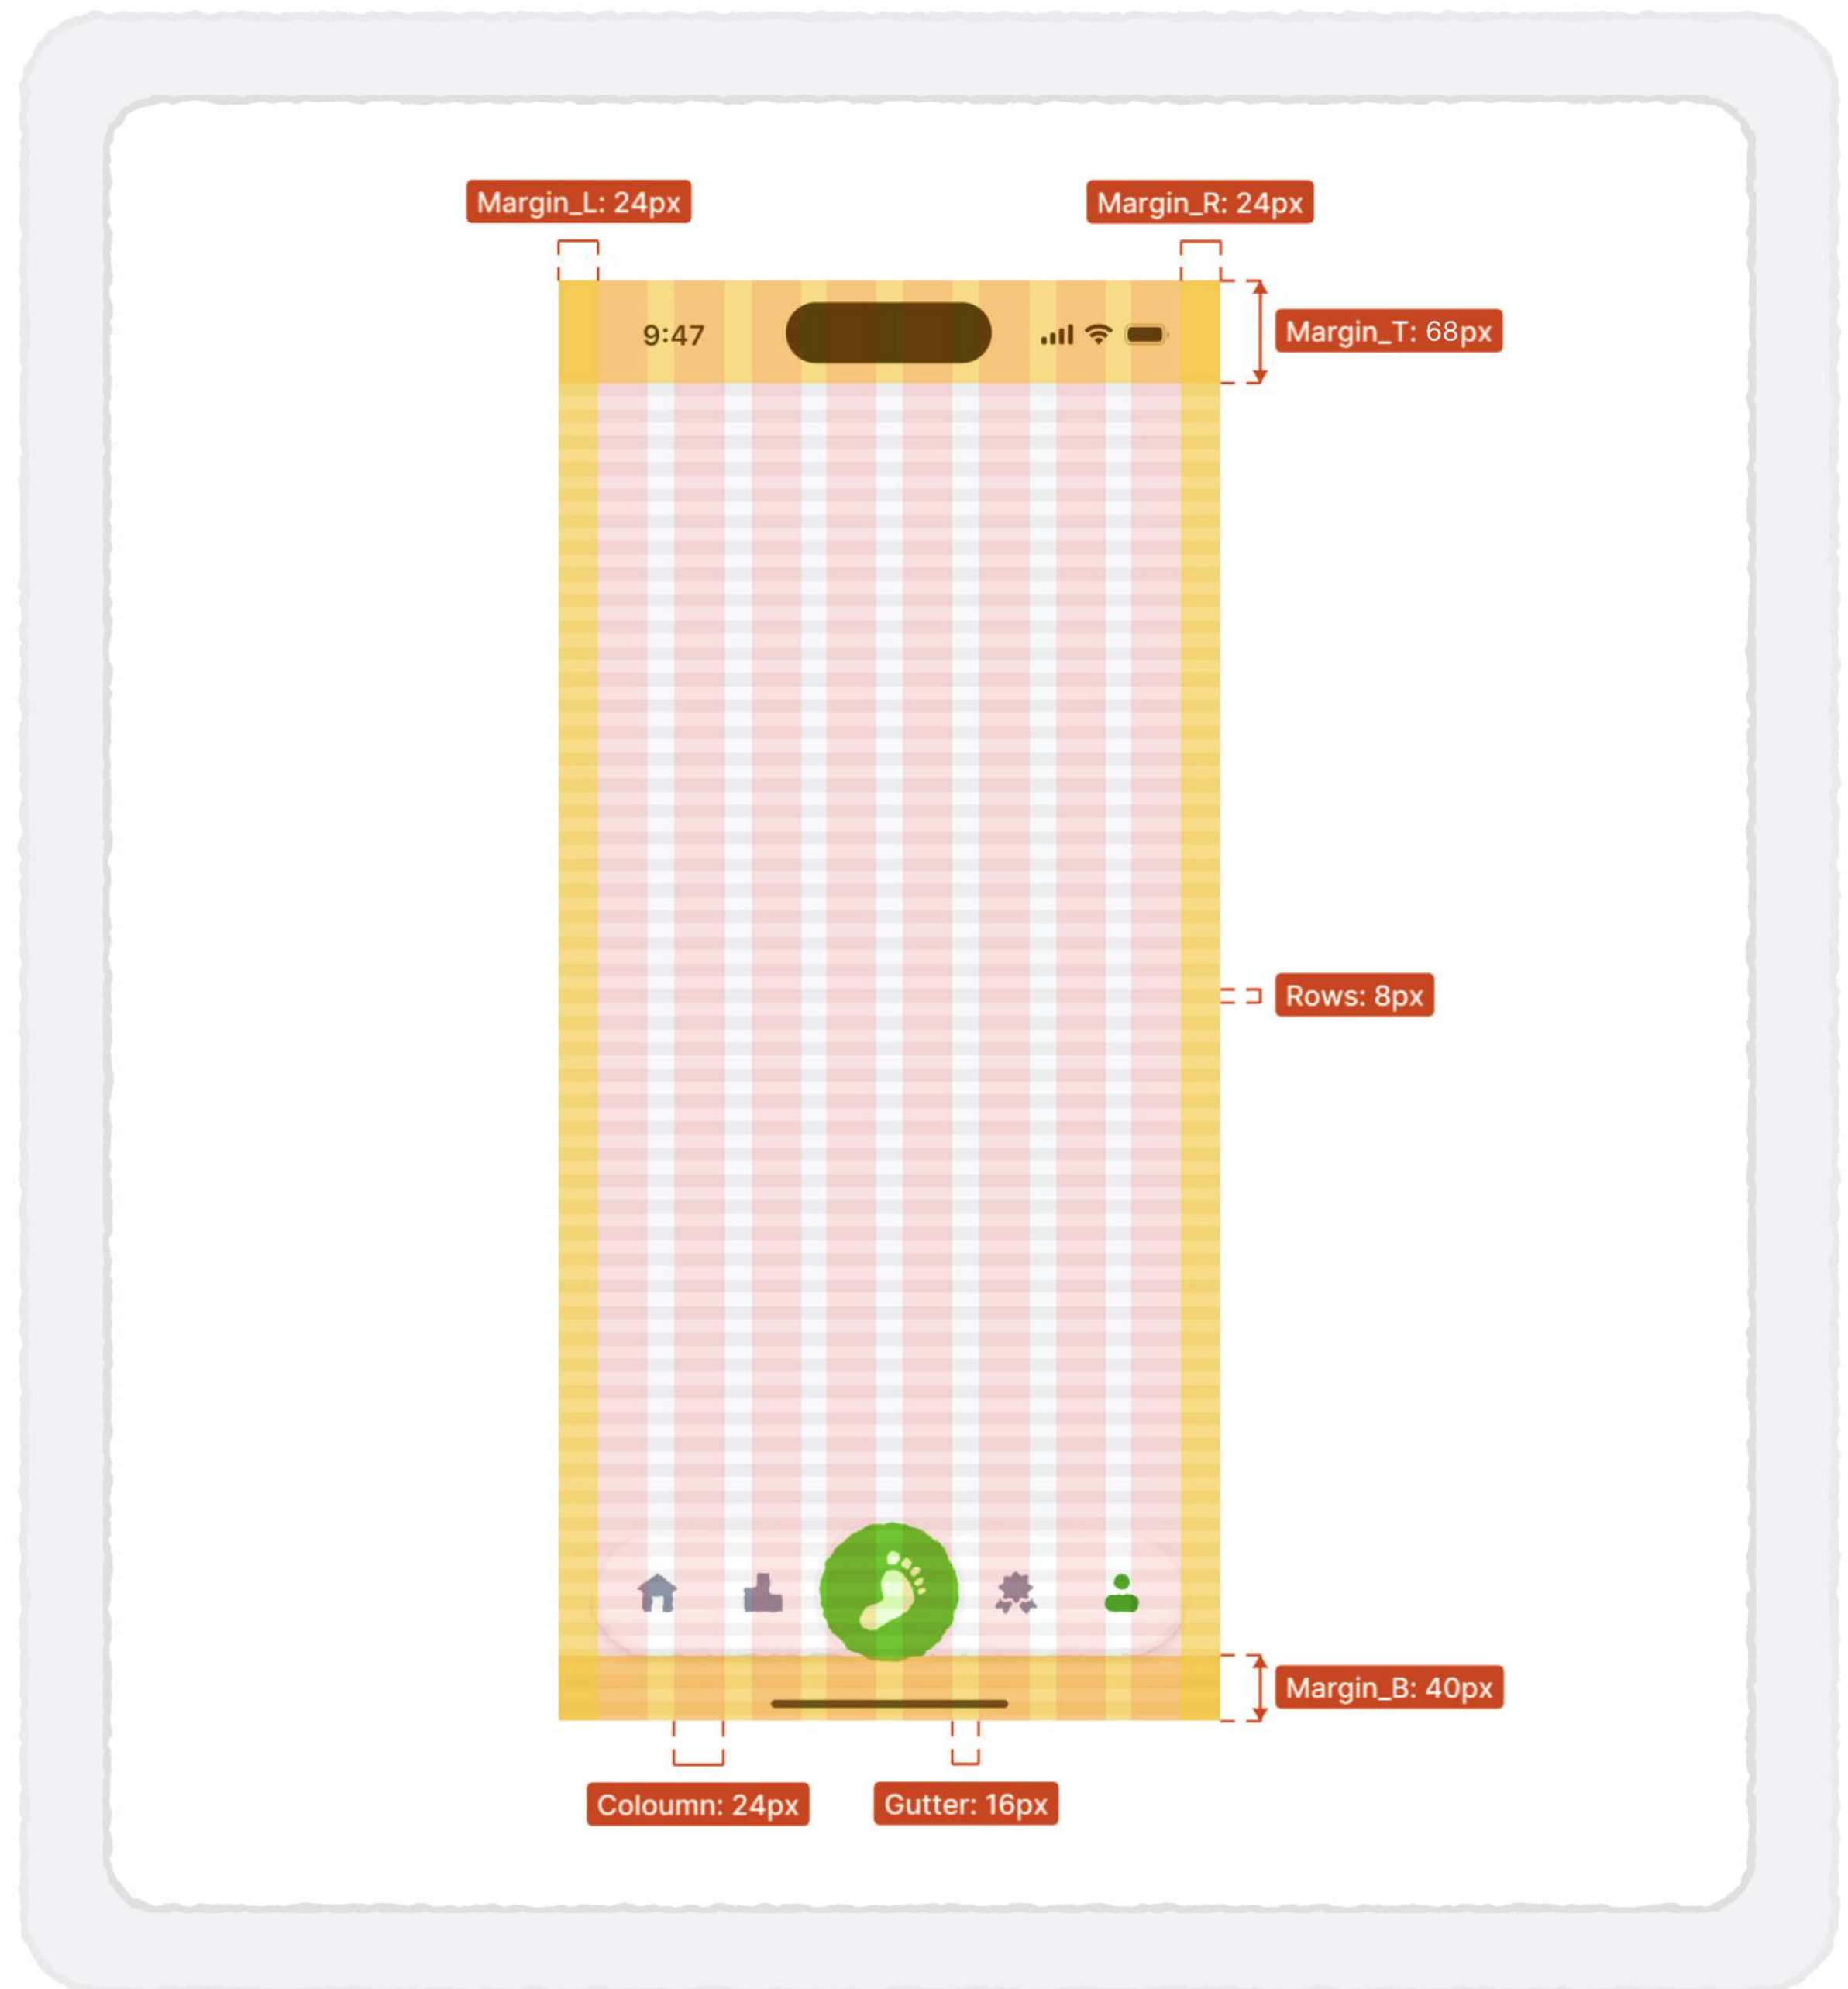 Margin_L: 24px
Margin_R: 24px
9:47
Margin_T: 68px
Rows: 8px
Margin_B: 40px
Coloumn: 24px
Gutter: 16px